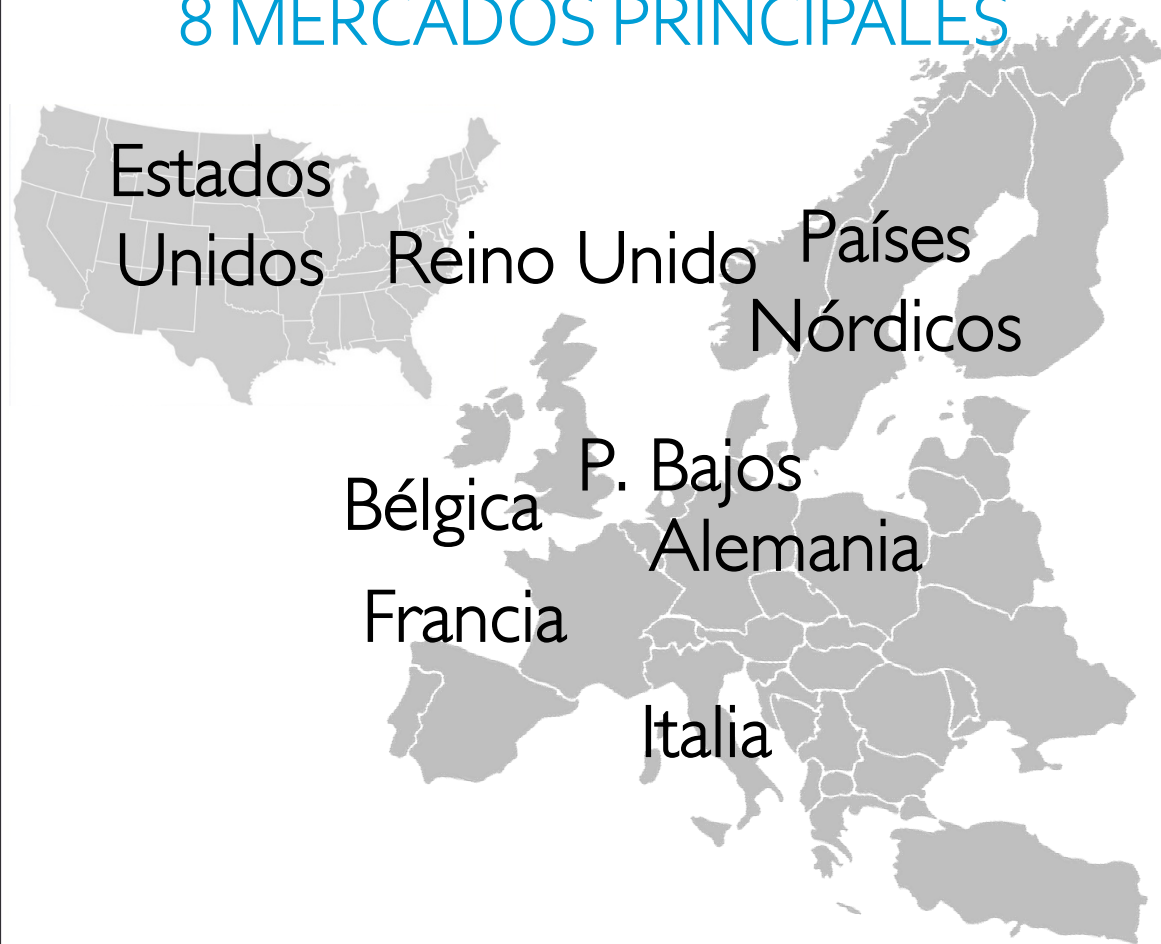 8 MERCADOS PRINCIPALES
Estados
Unidos
Reino Unido
Países
Nórdicos
P. Bajos
Bélgica
Alemania
Francia
Italia